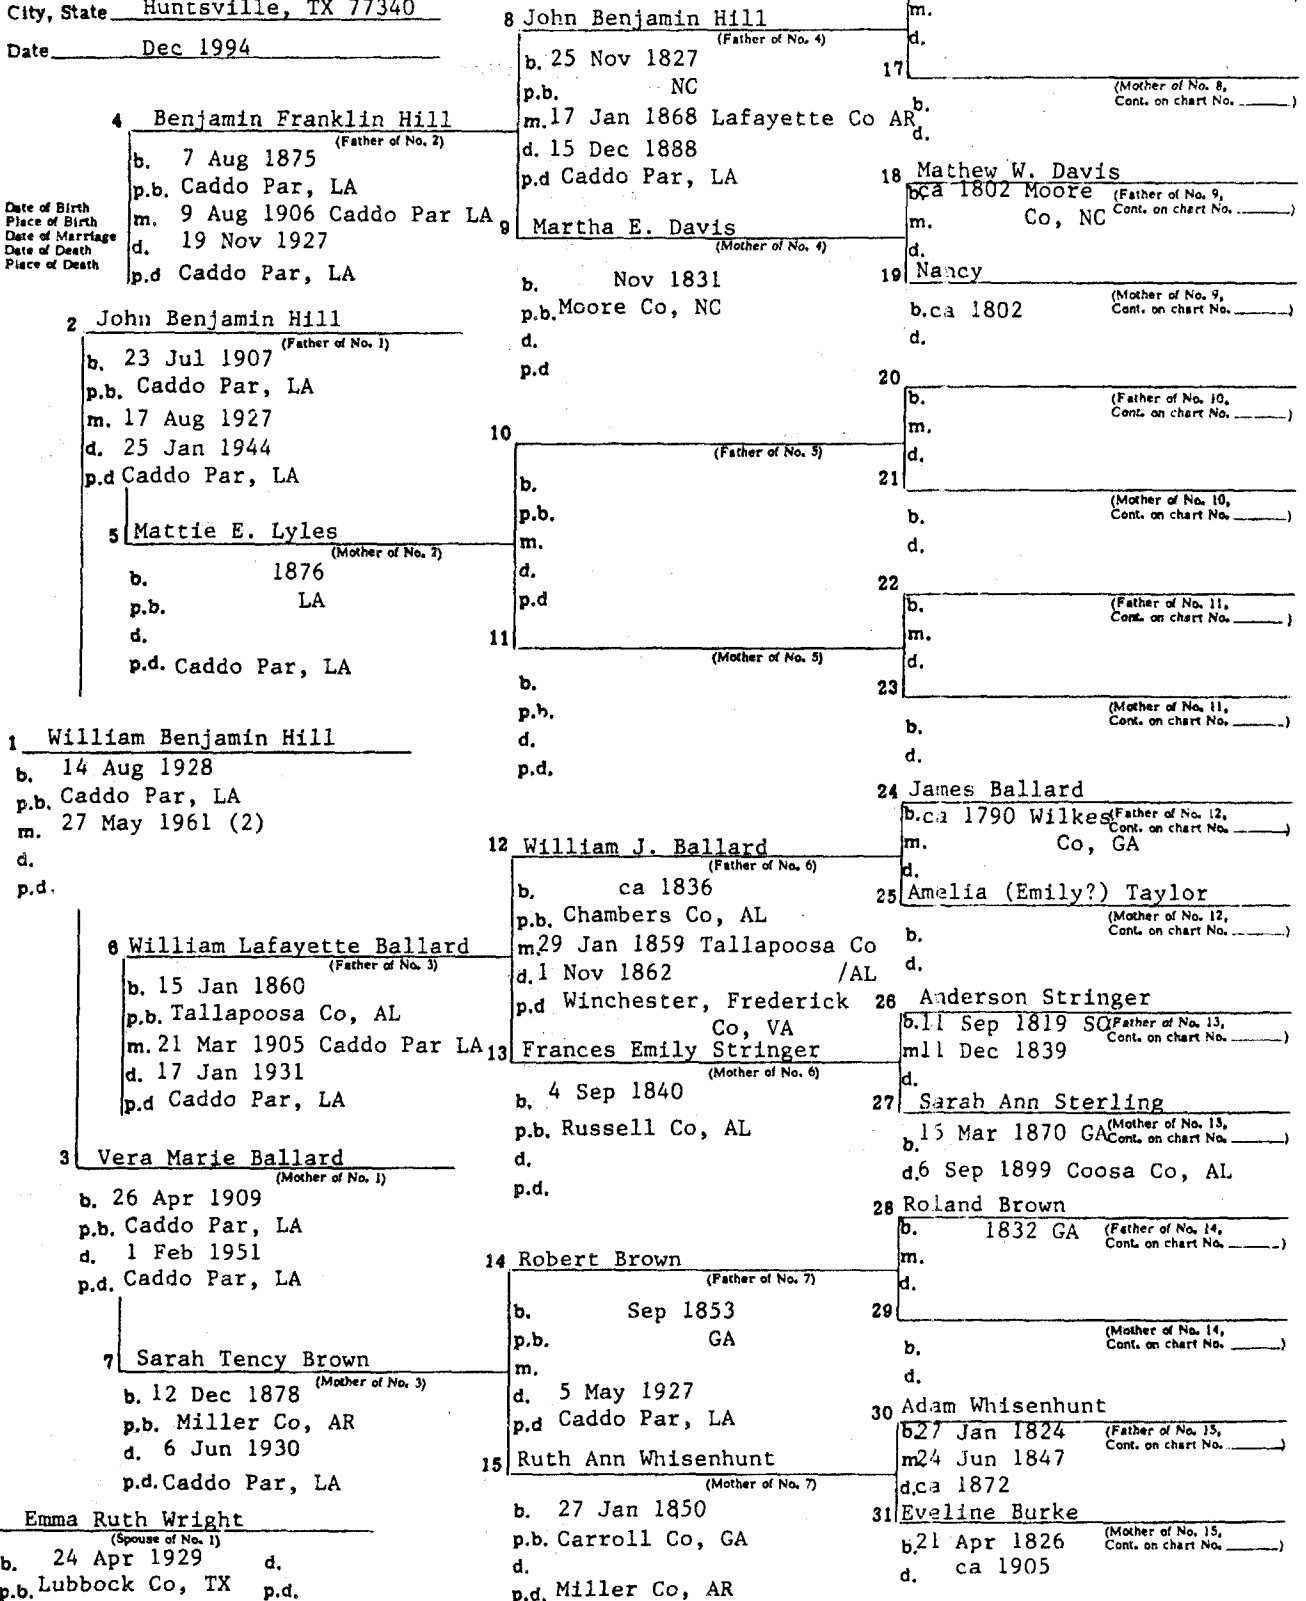 City, State Huntsville, TX 77340
Date Dec 1994
Date of Birth
Place of Birth
Date of Marriage
Date of Death
Place of Death
4 Benjamin Franklin Hill
(Father of No. 2)
b. 7 Aug 1875
p.b. Caddo Par, LA
m. 9 Aug 1906 Caddo Par LA
d. 19 Nov 1927
p.d Caddo Par, LA
2 John Benjamin Hill
(Father of No. 1)
b. 23 Jul 1907
p.b. Caddo Par, LA
m. 17 Aug 1927
d. 25 Jan 1944
p.d Caddo Par, LA
5 Mattie E. Lyles
(Mother of No. 2)
b. 1876
p.b. LA
d.
p.d. Caddo Par, LA
1 William Benjamin Hill
b. 14 Aug 1928
p.b. Caddo Par, LA
m. 27 May 1961 (2)
d.
p.d.
6 William Lafayette Ballard
(Father of No. 3)
b. 15 Jan 1860
p.b. Tallapoosa Co, AL
m. 21 Mar 1905 Caddo Par LA
d. 17 Jan 1931
p.d Caddo Par, LA
3 Vera Marie Ballard
(Mother of No. 1)
b. 26 Apr 1909
p.b. Caddo Par, LA
d. 1 Feb 1951
p.d. Caddo Par, LA
7 Sarah Tency Brown
(Mother of No. 3)
b. 12 Dec 1878
p.b. Miller Co, AR
d. 6 Jun 1930
p.d. Caddo Par, LA
Emma Ruth Wright
(Spouse of No. 1)
b. 24 Apr 1929 d.
p.b. Lubbock Co, TX p.d.
8 John Benjamin Hill
(Father of No. 4)
b. 25 Nov 1827
p.b. NC
m. 17 Jan 1868 Lafayette Co AR
d. 15 Dec 1888
p.d Caddo Par, LA
9 Martha E. Davis
(Mother of No. 4)
b. Nov 1831
p.b. Moore Co, NC
d.
p.d
10
(Father of No. 5)
b.
p.b.
m.
d.
p.d
11
(Mother of No. 5)
b.
p.b.
d.
p.d.
12 William J. Ballard
(Father of No. 6)
b. ca 1836
p.b. Chambers Co, AL
m. 29 Jan 1859 Tallapoosa Co
d. 1 Nov 1862 /AL
p.d Winchester, Frederick
Co, VA
13 Frances Emily Stringer
(Mother of No. 6)
b. 4 Sep 1840
p.b. Russell Co, AL
d.
p.d.
14 Robert Brown
(Father of No. 7)
b. Sep 1853
p.b. GA
m.
d. 5 May 1927
p.d Caddo Par, LA
15 Ruth Ann Whisenhunt
(Mother of No. 7)
b. 27 Jan 1850
p.b. Carroll Co, GA
d.
p.d. Miller Co, AR
m.
d.
17
(Mother of No. 8,
Cont. on chart No. )
b.
d.
18 Mathew W. Davis
b. ca 1802 Moore (Father of No. 9,
m. Co, NC Cont. on chart No. )
d.
19 Nancy
(Mother of No. 9,
b. ca 1802 Cont. on chart No. )
d.
20
b. (Father of No. 10,
Cont. on chart No. )
m.
d.
21
(Mother of No. 10,
b. Cont. on chart No. )
d.
22
b. (Father of No. 11,
Cont. on chart No. )
m.
d.
23
(Mother of No. 11,
b. Cont. on chart No. )
d.
24 James Ballard
b. ca 1790 Wilkes (Father of No. 12,
Cont. on chart No. )
m. Co, GA
d.
25 Amelia (Emily?) Taylor
(Mother of No. 12,
b. Cont. on chart No. )
d.
26 Anderson Stringer
b. 11 Sep 1819 SC (Father of No. 13,
Cont. on chart No. )
m 11 Dec 1839
d.
27 Sarah Ann Sterling
(Mother of No. 13,
b. 15 Mar 1870 GA Cont. on chart No. )
d. 6 Sep 1899 Coosa Co, AL
28 Roland Brown
b. 1832 GA (Father of No. 14,
Cont. on chart No. )
m.
d.
29
(Mother of No. 14,
b. Cont. on chart No. )
d.
30 Adam Whisenhunt
b 27 Jan 1824 (Father of No. 15,
Cont. on chart No. )
m 24 Jun 1847
d. ca 1872
31 Eveline Burke
(Mother of No. 15,
b. 21 Apr 1826 Cont. on chart No. )
d. ca 1905